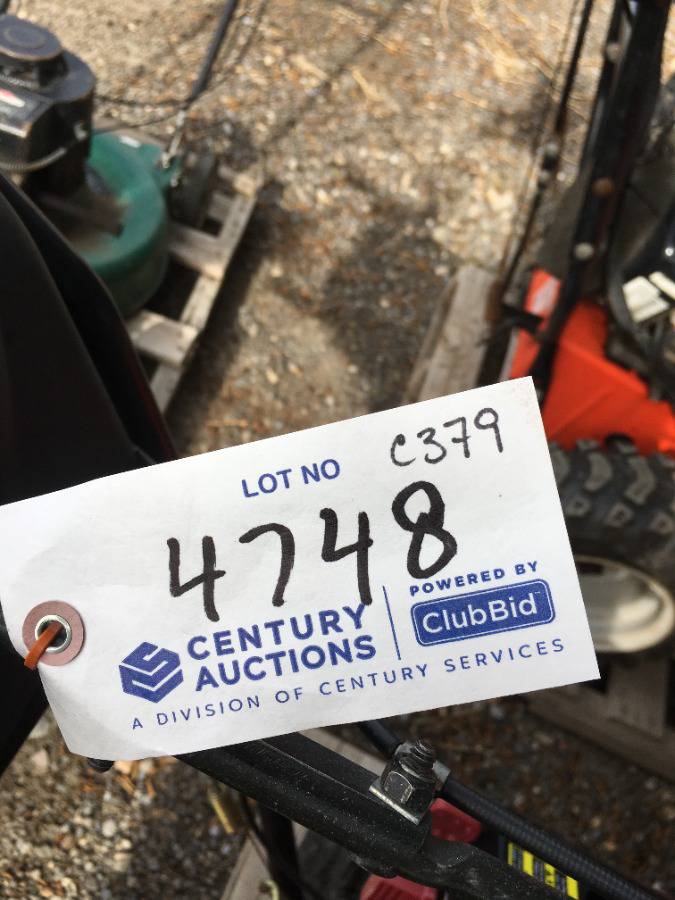 LOT NO C379
4748
CENTURY
AUCTIONS
POWERED BY
ClubBid
A DIVISION OF CENTURY SERVICES